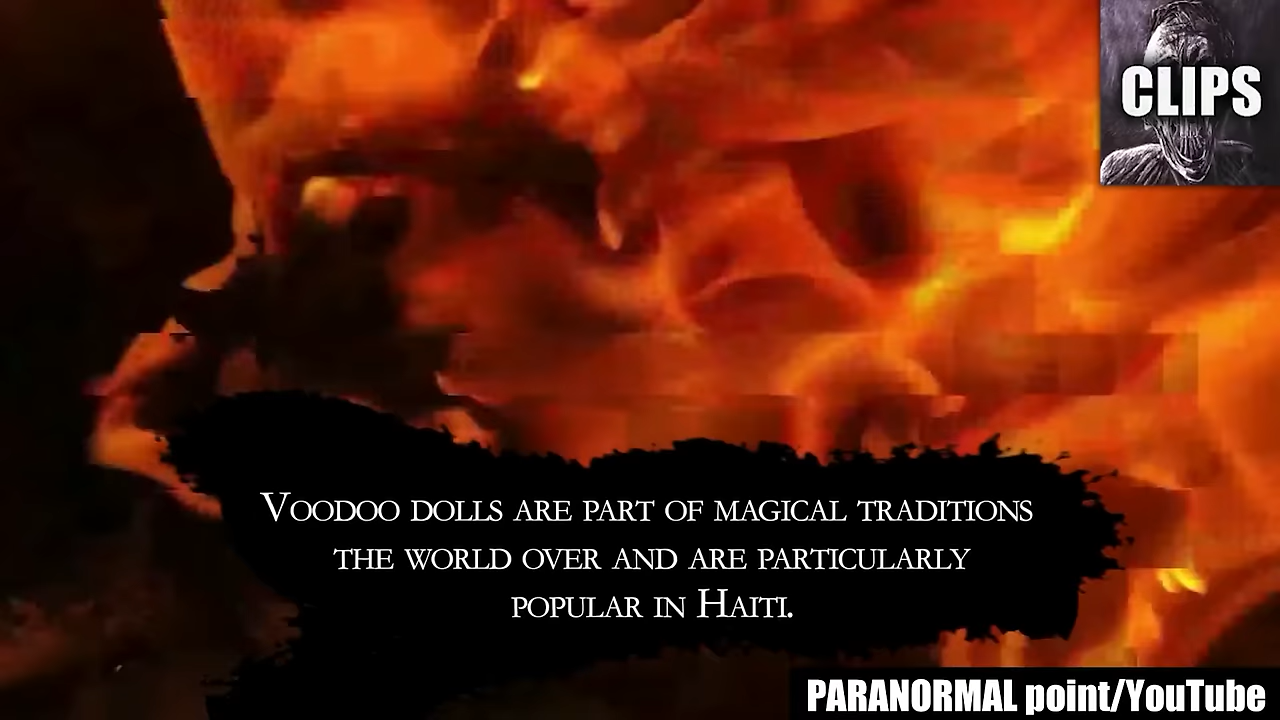 CLIPS
Voodoo dolls are part of magical traditions
the world over and are particularly
popular in Haiti.
PARANORMAL point/YouTube